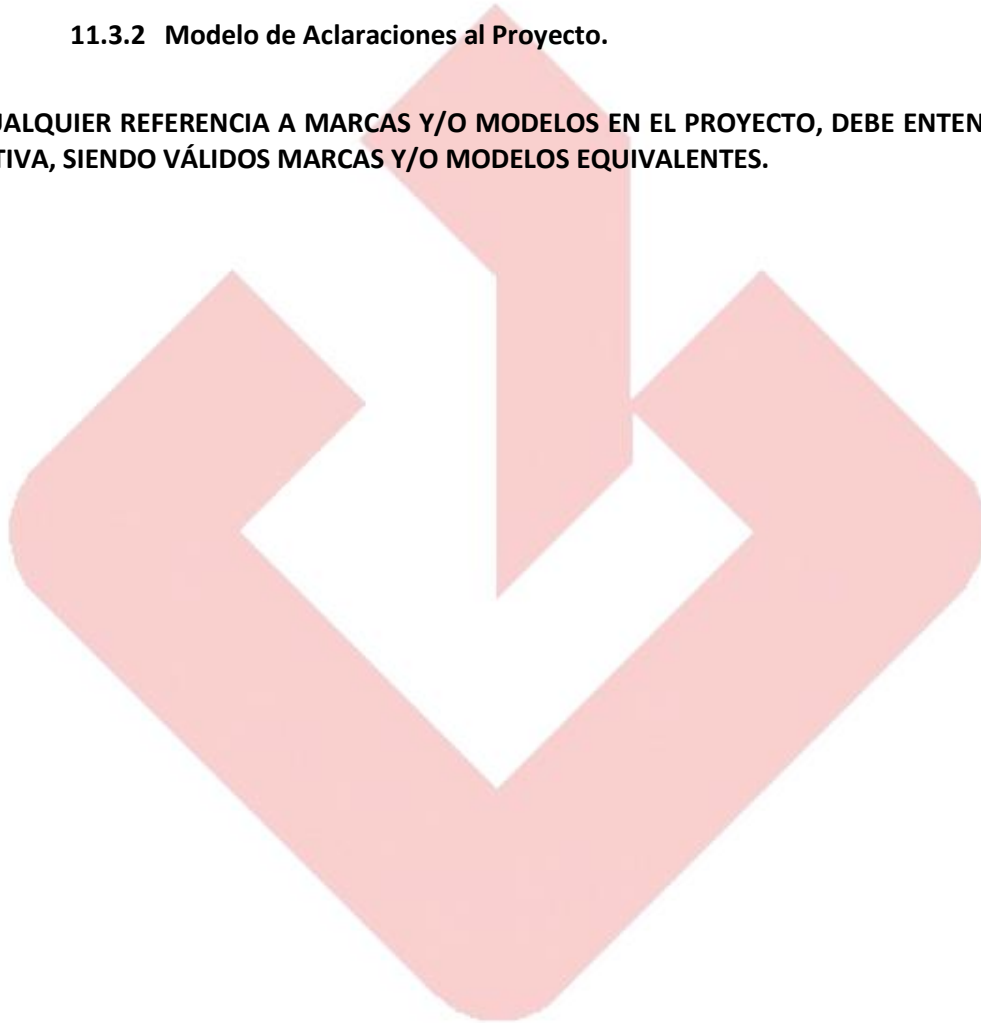 11.3.2 Modelo de Aclaraciones al Proyecto.
UALQUIER REFERENCIA A MARCAS Y/O MODELOS EN EL PROYECTO, DEBE ENTEN
TIVA, SIENDO VÁLIDOS MARCAS Y/O MODELOS EQUIVALENTES.